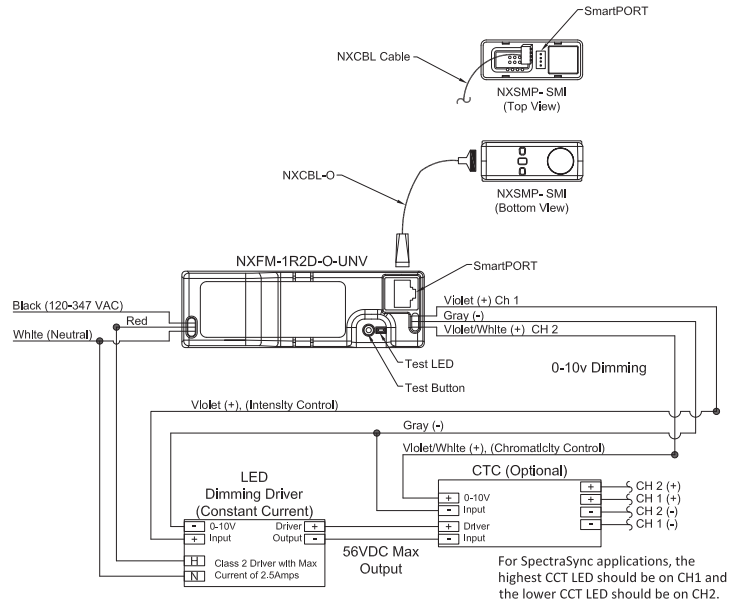 SmartPORT
NXCBL Cable
NXSMP- SMI
(Top View)
NXCBL-O
NXSMP- SMI
(Bottom View)
NXFM-1R2D-O-UNV
SmartPORT
Black (120-347 VAC)
Red
White (Neutral)
Violet (+) Ch 1
Gray (-)
Violet/White (+) CH 2
Test LED
Test Button
0-10v Dimming
Violet (+), (Intensity Control)
Gray (-)
Violet/White (+), (Chromaticity Control)
LED
Dimming Driver
(Constant Current)
- 0-10V
+ Input
Driver +
Output -
H
N
Class 2 Driver with Max
Current of 2.5Amps
56VDC Max
Output
CTC (Optional)
+ 0-10V
- Input
+ Driver
- Input
+ CH 2 (+)
+ CH 1 (+)
- CH 2 (-)
- CH 1 (-)
For SpectraSync applications, the
highest CCT LED should be on CH1 and
the lower CCT LED should be on CH2.